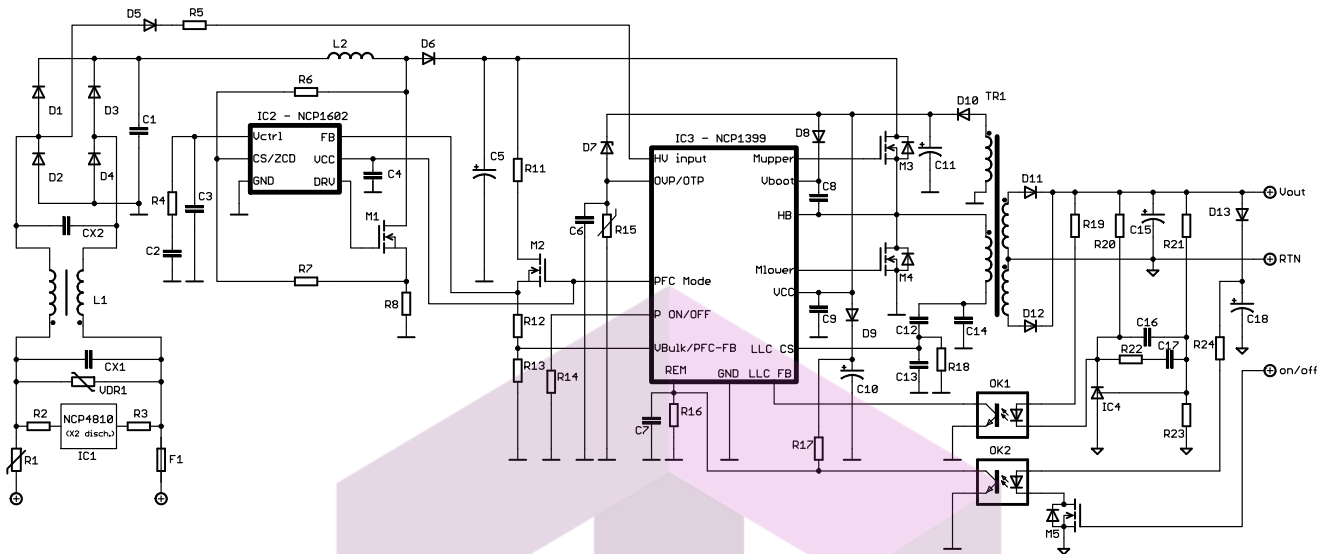 D5
R5
L2
D6
R6
D10
TR1
IC2 - NCP1602
IC3 - NCP1399
D8
D1
D3
C1
Vctrl
FB
CS/ZCD
VCC
GND
DRV
C4
C5
R11
D7
HV input
Mupper
OVP/OTP
Vboot
HB
Mlower
VCC
PFC Mode
P ON/OFF
VBulk/PFC-FB
LLC CS
REM
GND
LLC FB
M3
C11
C8
D2
D4
R4
C3
C2
M1
C6
R15
M2
D11
Vout
R19
R20
C15
R21
D13
RTN
CX2
L1
R7
R8
M4
C9
D9
C12
C14
D12
C18
R12
R13
R14
C13
R18
C10
C16
R22
C17
R24
on/off
CX1
VDR1
R2
NCP4810
(X2 disch.)
R3
IC1
R1
F1
C7
R16
R17
OK1
IC4
R23
OK2
M5